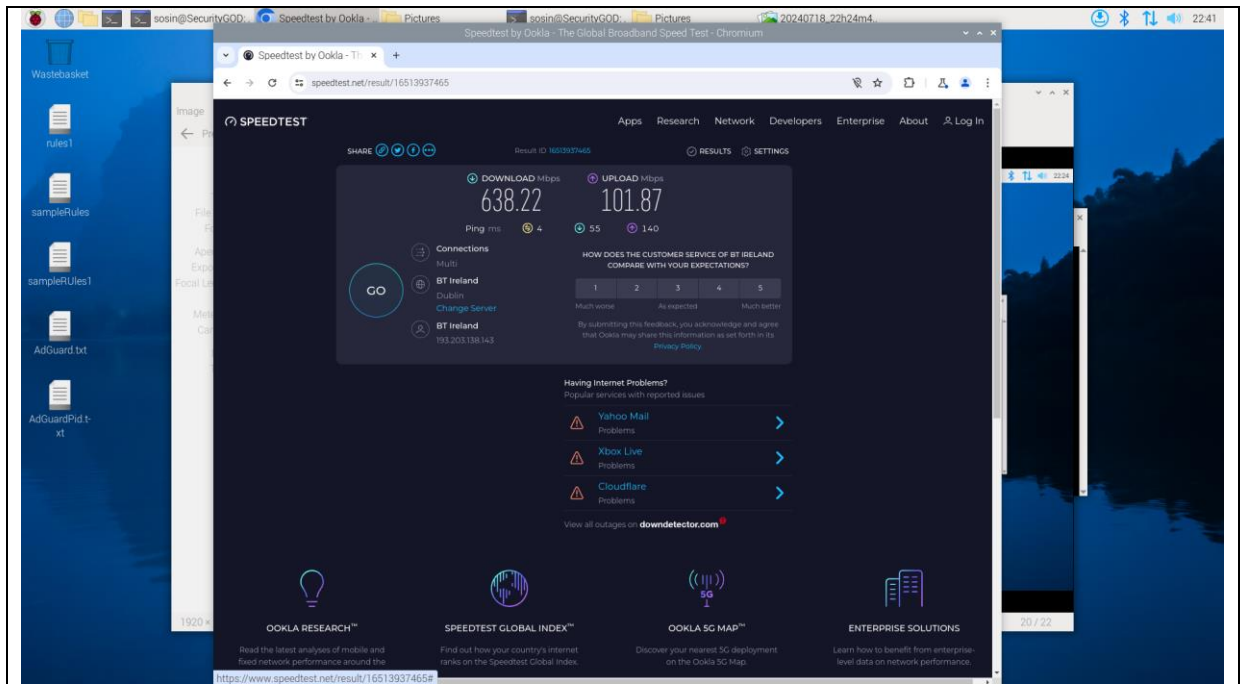 sosin@SecurityGOD:.
Speedtest by Ookla - ..
Pictures
sosin@SecurityGOD:..
Pictures
20240718_22h24m4..
22:41
Speedtest by Ookla - The Global Broadband Speed Test - Chromium
Speedtest by Ookla - Th
speedtest.net/result/16513937465
Wastebasket
rules1
sampleRules
sampleRUles1
AdGuard.txt
AdGuardPid.t-
xt
Image
22:24
SPEEDTEST
Apps Research Network Developers Enterprise About Log In
SHARE
Result ID 16513937465
RESULTS SETTINGS
DOWNLOAD Mbps UPLOAD Mbps
638.22 101.87
Ping ms 4 55 140
GO
Connections
Multi
BT Ireland
Dublin
Change Server
BT Ireland
193.203.138.143
HOW DOES THE CUSTOMER SERVICE OF BT IRELAND
COMPARE WITH YOUR EXPECTATIONS?
1 2 3 4 5
Much worse As expected Much better
By submitting this feedback, you acknowledge and agree
that Ookla may share this information as set forth in its
Privacy Policy.
Having Internet Problems?
Popular services with reported issues
Yahoo Mail
Problems
Xbox Live
Problems
Cloudflare
Problems
View all outages on downdetector.com
5G
OOKLA RESEARCH™
Read the latest analyses of mobile and
fixed network performance around the
SPEEDTEST GLOBAL INDEX™
Find out how your country's internet
ranks on the Speedtest Global Index.
OOKLA 5G MAP™
Discover your nearest 5G deployment
on the Ookla 5G Map.
ENTERPRISE SOLUTIONS
Learn how to benefit from enterprise-
level data on network performance.
1920 ×
20 / 22
https://www.speedtest.net/result/16513937465#